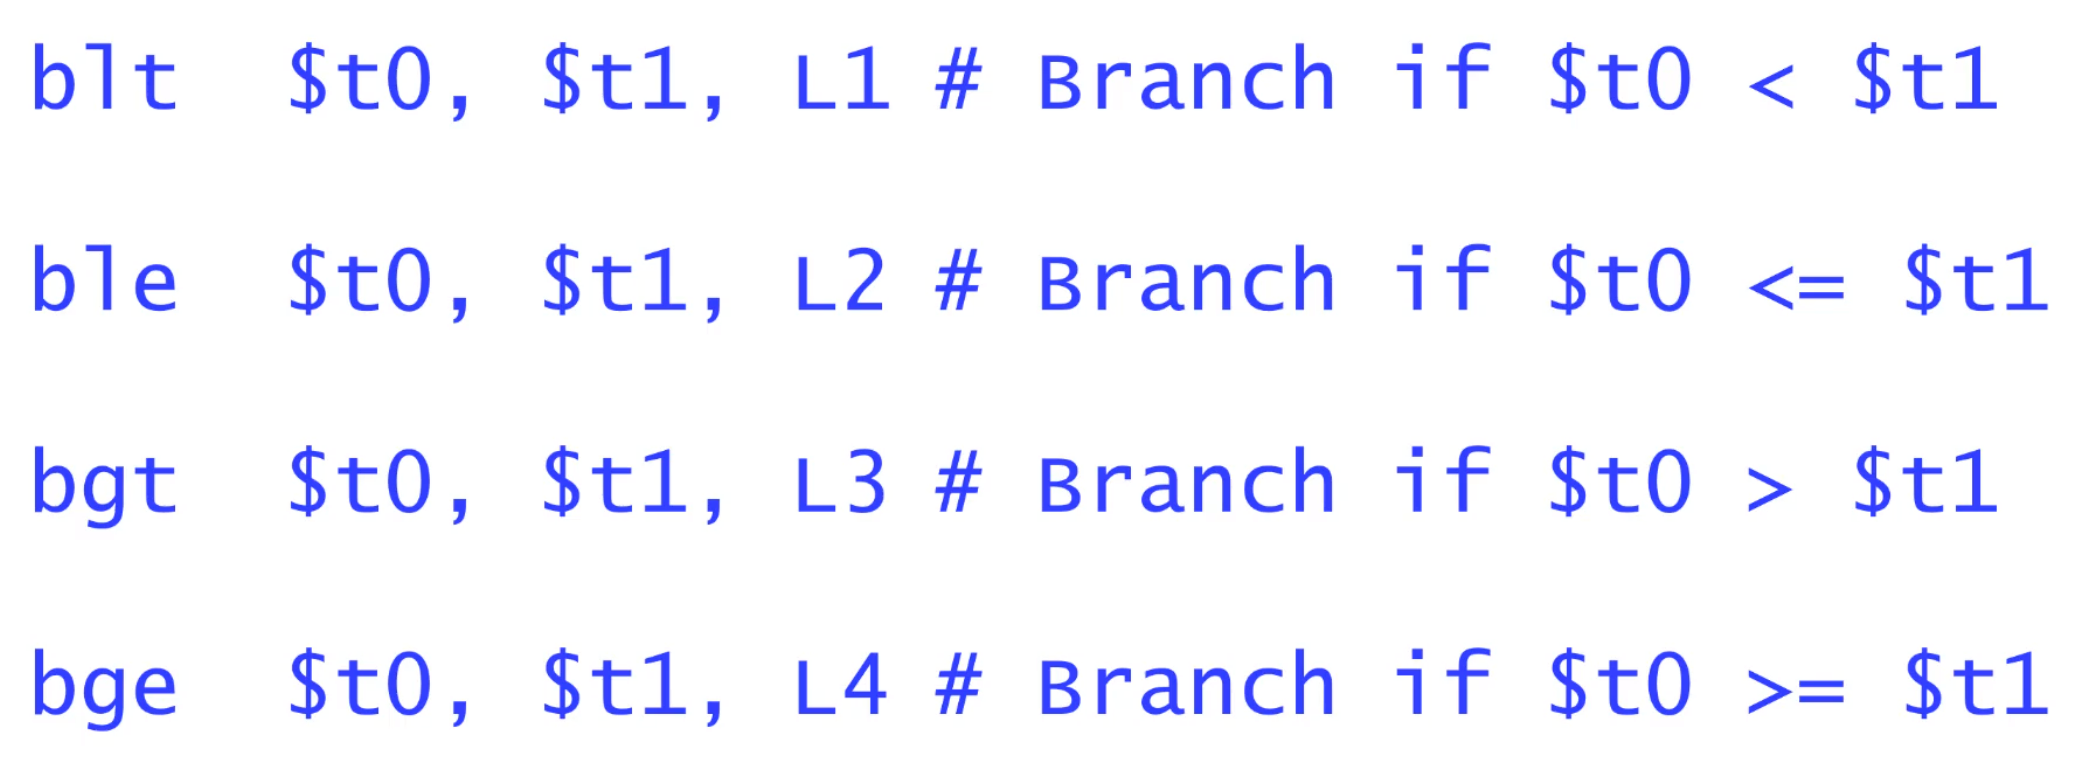 blt  $t0, $t1, L1 # Branch if $t0 < $t1
ble  $t0, $t1, L2 # Branch if $t0 <= $t1
bgt  $t0, $t1, L3 # Branch if $t0 > $t1
bge  $t0, $t1, L4 # Branch if $t0 >= $t1